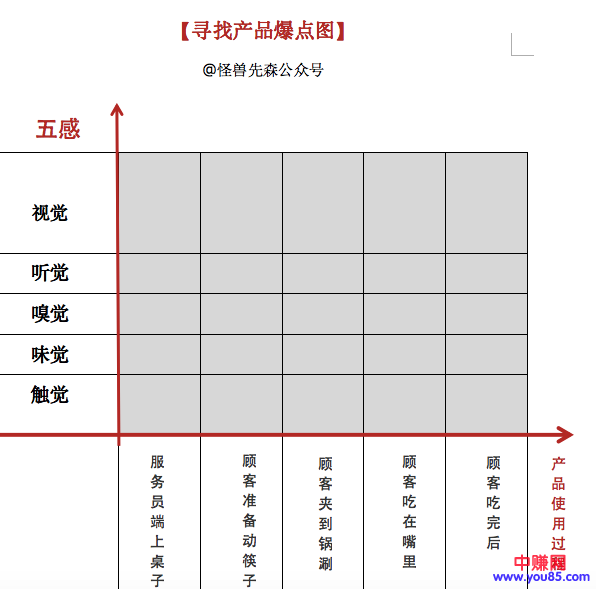 【寻找产品爆点图】
@怪兽先森公众号
五感
视觉
听觉
嗅觉
味觉
触觉
服务员端上桌子
顾客准备动筷子
顾客夹到锅涮
顾客吃在嘴里
顾客吃完后
产品使用过程
中赚网
www.you85.com